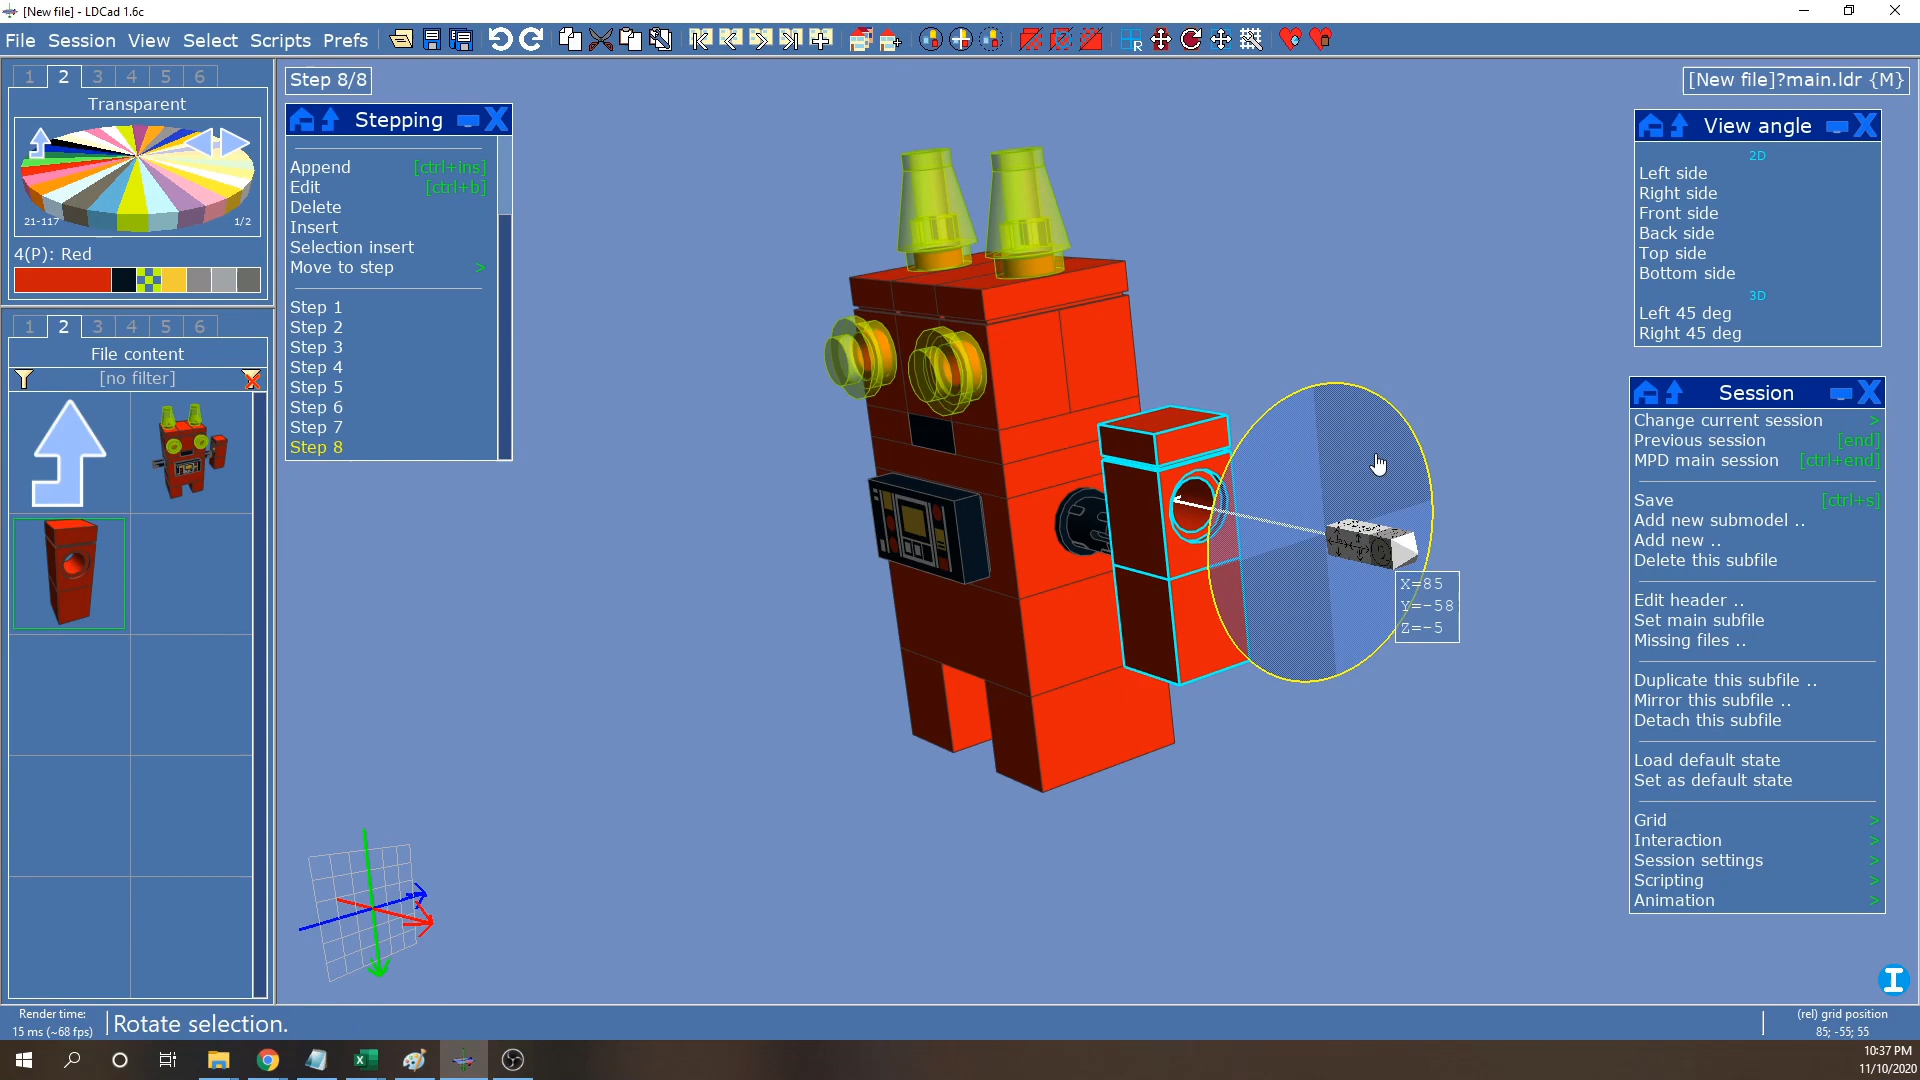 [New file] - LDCad 1.6c
File Session View Select Scripts Prefs
1 2 3 4 5 6
Transparent
21-117
1/2
4(P): Red
1 2 3 4 5 6
File content
[no filter]
Step 8/8
Stepping
Append [ctrl+ins]
Edit [ctrl+b]
Delete
Insert
Selection insert
Move to step >
Step 1
Step 2
Step 3
Step 4
Step 5
Step 6
Step 7
Step 8
X=85
Y=-58
Z=-5
[New file]?main.ldr {M}
View angle
2D
Left side
Right side
Front side
Back side
Top side
Bottom side
3D
Left 45 deg
Right 45 deg
Session
Change current session >
Previous session [end]
MPD main session [ctrl+end]
Save [ctrl+s]
Add new submodel ..
Add new ..
Delete this subfile
Edit header ..
Set main subfile
Missing files ..
Duplicate this subfile ..
Mirror this subfile ..
Detach this subfile
Load default state
Set as default state
Grid >
Interaction >
Session settings >
Scripting >
Animation >
Render time:
15 ms (~68 fps)
Rotate selection.
(rel) grid position
85; -55; 55
10:37 PM
11/10/2020